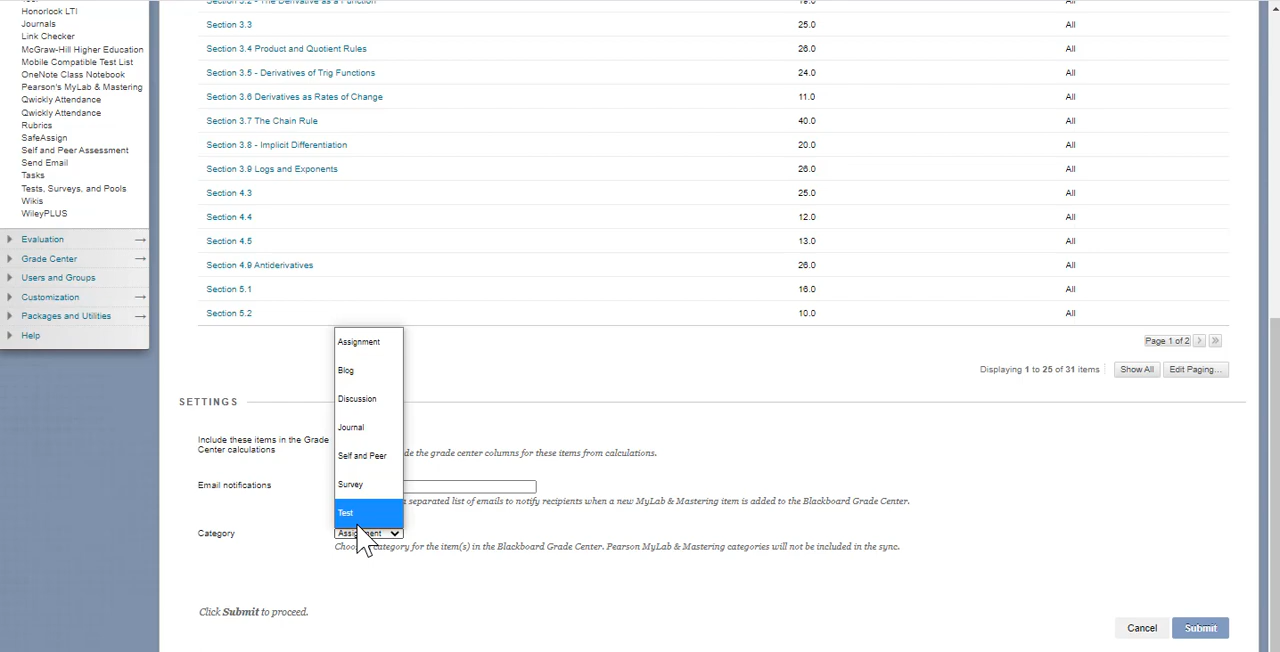 Honorlock LTI
Journals
Link Checker
McGraw-Hill Higher Education
Mobile Compatible Test List
OneNote Class Notebook
Pearson's MyLab & Mastering
Qwickly Attendance
Qwickly Attendance
Rubrics
SafeAssign
Self and Peer Assessment
Send Email
Tasks
Tests, Surveys, and Pools
Wikis
WileyPLUS
Evaluation
Grade Center
Users and Groups
Customization
Packages and Utilities
Help
Section 3.2 - The Derivative as a Function 19.0 All
Section 3.3 25.0 All
Section 3.4 Product and Quotient Rules 26.0 All
Section 3.5 - Derivatives of Trig Functions 24.0 All
Section 3.6 Derivatives as Rates of Change 11.0 All
Section 3.7 The Chain Rule 40.0 All
Section 3.8 - Implicit Differentiation 20.0 All
Section 3.9 Logs and Exponents 26.0 All
Section 4.3 25.0 All
Section 4.4 12.0 All
Section 4.5 13.0 All
Section 4.9 Antiderivatives 26.0 All
Section 5.1 16.0 All
Section 5.2 10.0 All
Page 1 of 2
Displaying 1 to 25 of 31 items Show All Edit Paging...
SETTINGS
Include these items in the Grade
Center calculations
de the grade center columns for these items from calculations.
Email notifications
separated list of emails to notify recipients when a new MyLab & Mastering item is added to the Blackboard Grade Center.
Assignment
Blog
Discussion
Journal
Self and Peer
Survey
Test
Category
category for the item(s) in the Blackboard Grade Center. Pearson MyLab & Mastering categories will not be included in the sync.
Click Submit to proceed.
Cancel Submit